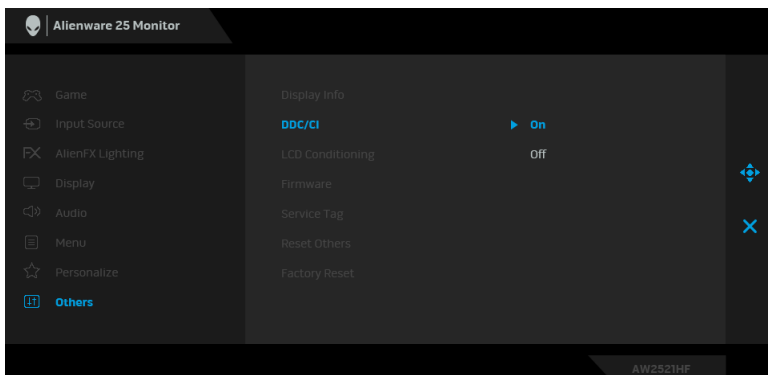 Alienware 25 Monitor
Game
Input Source
AlienFX Lighting
Display
Audio
Menu
Personalize
Others
Display Info
DDC/CI
On
LCD Conditioning
Off
Firmware
Service Tag
Reset Others
Factory Reset
AW2521HF